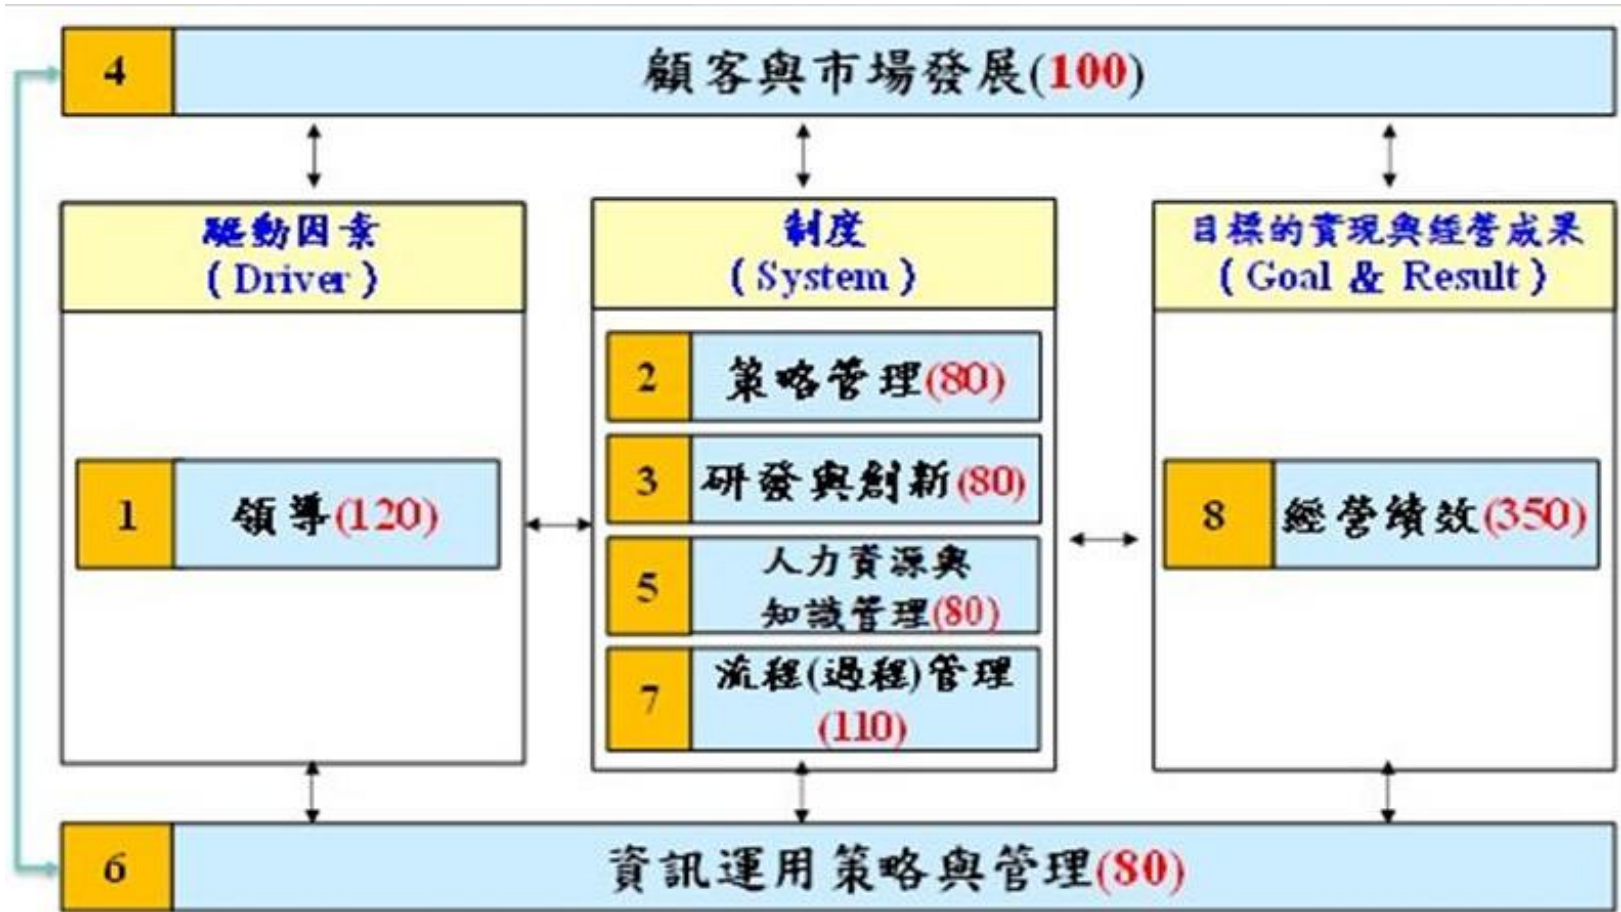 4 顧客與市場發展(100)
驅動因素
(Driver)
1 領導(120)
制度
(System)
2 策略管理(80)
3 研發與創新(80)
5 人力資源與
知識管理(80)
7 流程(過程)管理
(110)
目標的實現與經營成果
(Goal & Result)
8 經營績效(350)
6 資訊運用策略與管理(80)